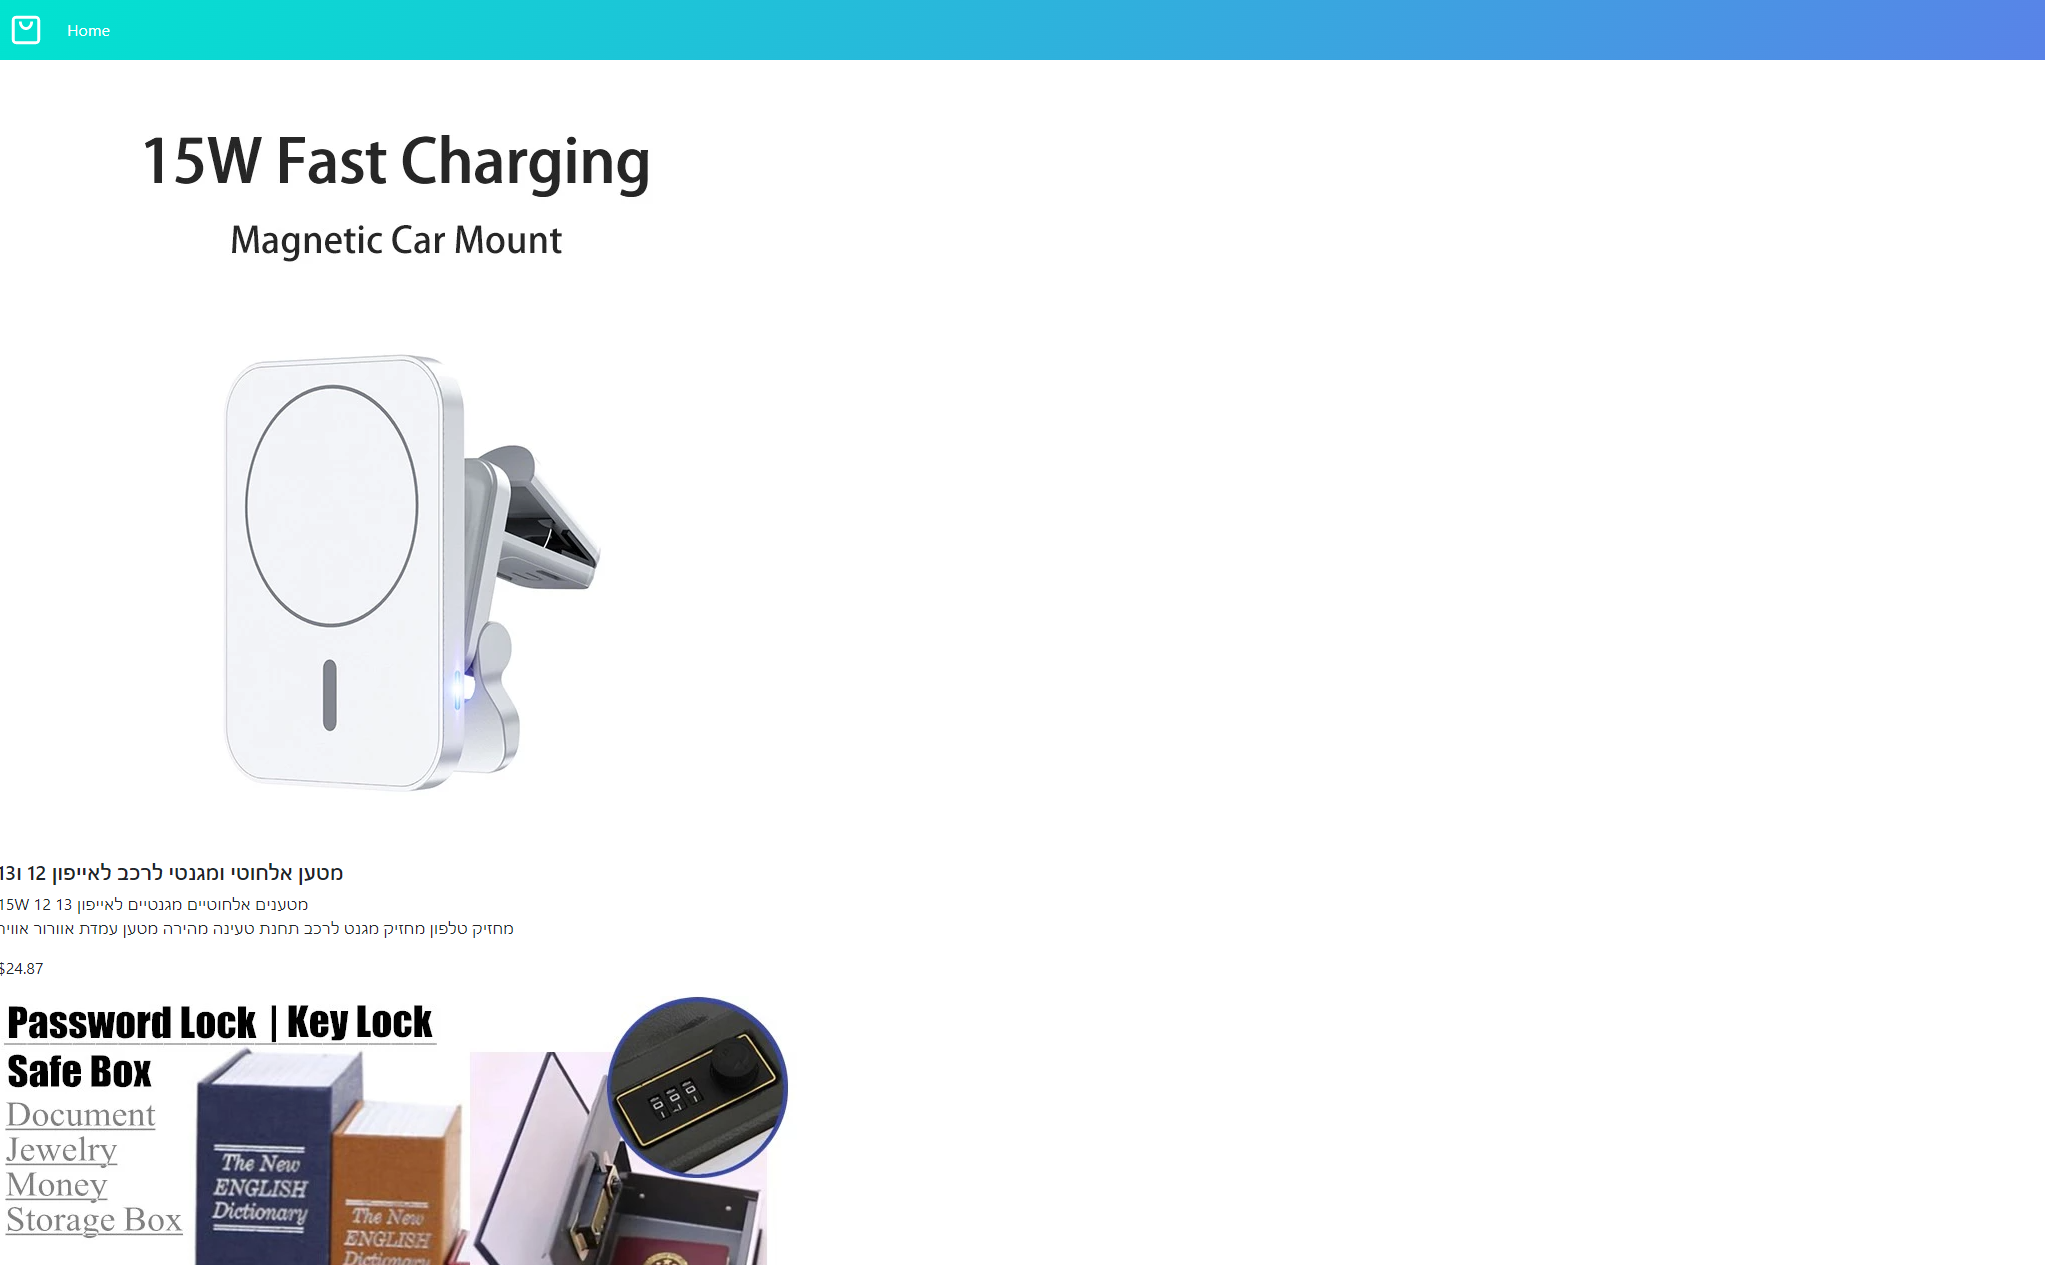 Home
15W Fast Charging
Magnetic Car Mount
מטען אלחוטי ומגנטי לרכב לאייפון 12 ו13
מטענים אלחוטיים מגנטיים לאייפון 13 12 15W
מחזיק טלפון מחזיק מגנט לרכב תחנת טעינה מהירה מטען עמדת אוורור אוויר
$24.87
Password Lock | Key Lock
Safe Box
Document
Jewelry
Money
Storage Box
The New
ENGLISH
Dictionary
The New
ENGLISH
Dictionary